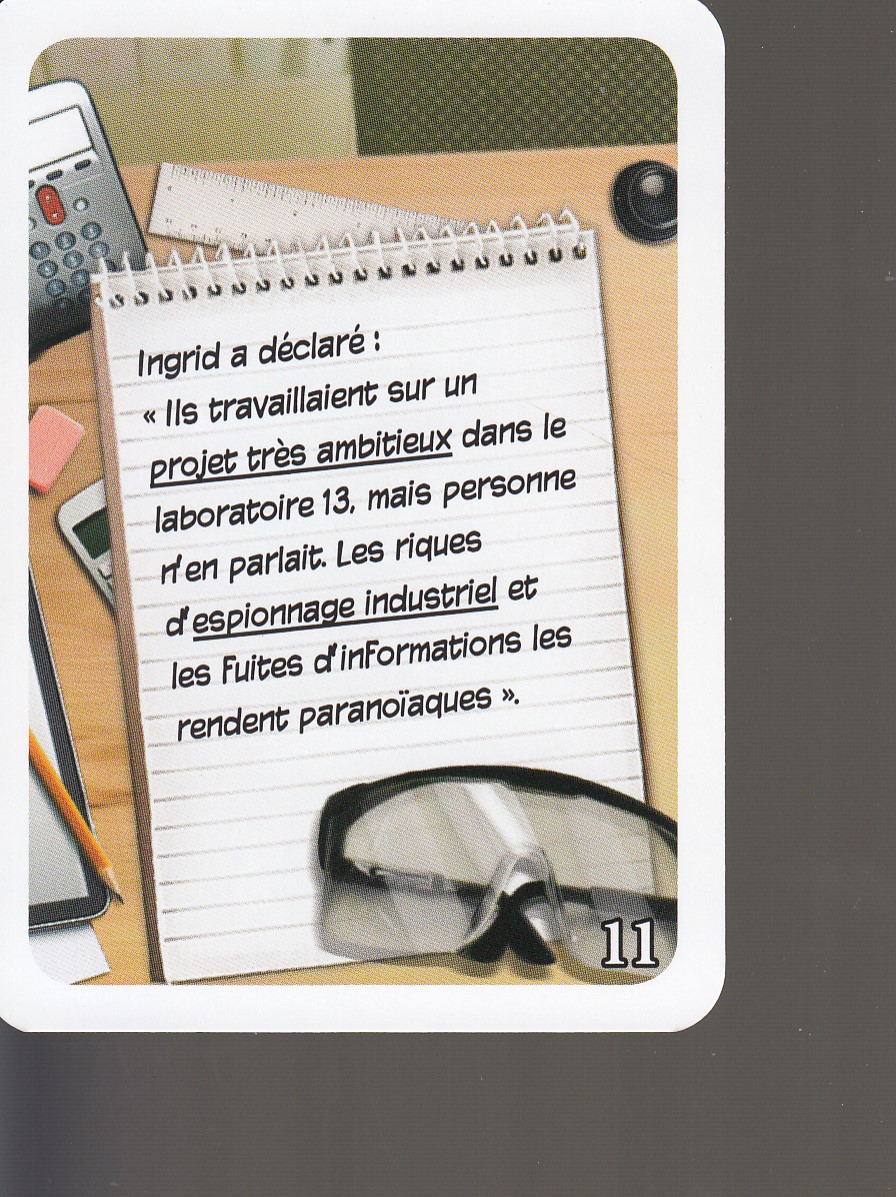 Ingrid a déclaré :
« Ils travaillaient sur un
projet très ambitieux dans le
laboratoire 13, mais personne
n'en parlait. Les riques
d'espionnage industriel et
les fuites d'informations les
rendent paranoïaques ».
11